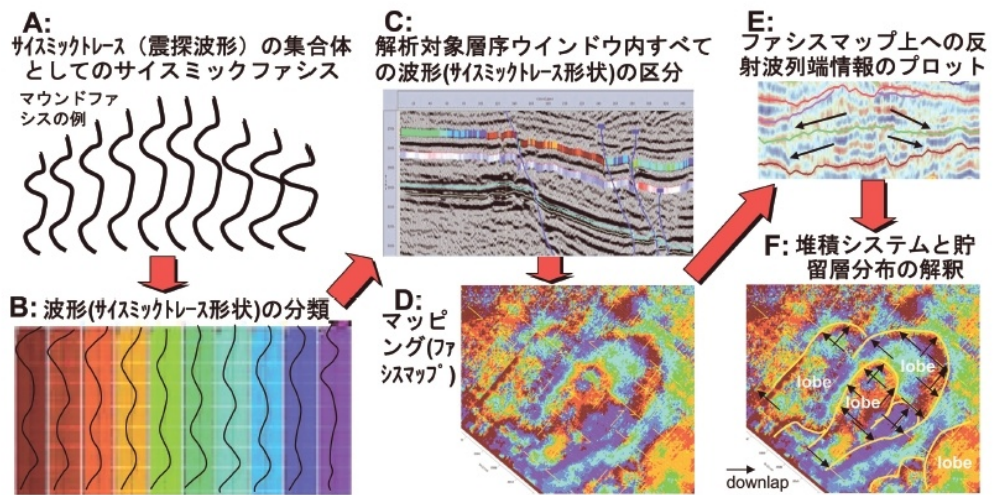 A:
ｻｲｽﾐｯｸﾄﾚｰｽ（震探波形）の集合体
としてのサイスミックファシス
マウンドファ
シスの例
B: 波形(ｻｲｽﾐｯｸﾄﾚｰｽ形状)の分類
C:
解析対象層序ウインドウ内すべて
の波形(ｻｲｽﾐｯｸﾄﾚｰｽ形状)の区分
D:
マッピ
ング(ﾌｧ
ｼｽﾏｯﾌﾟ)
E:
ファシスマップ上への反
射波列端情報のプロット
F: 堆積システムと貯
留層分布の解釈
lobe
lobe
lobe
downlap